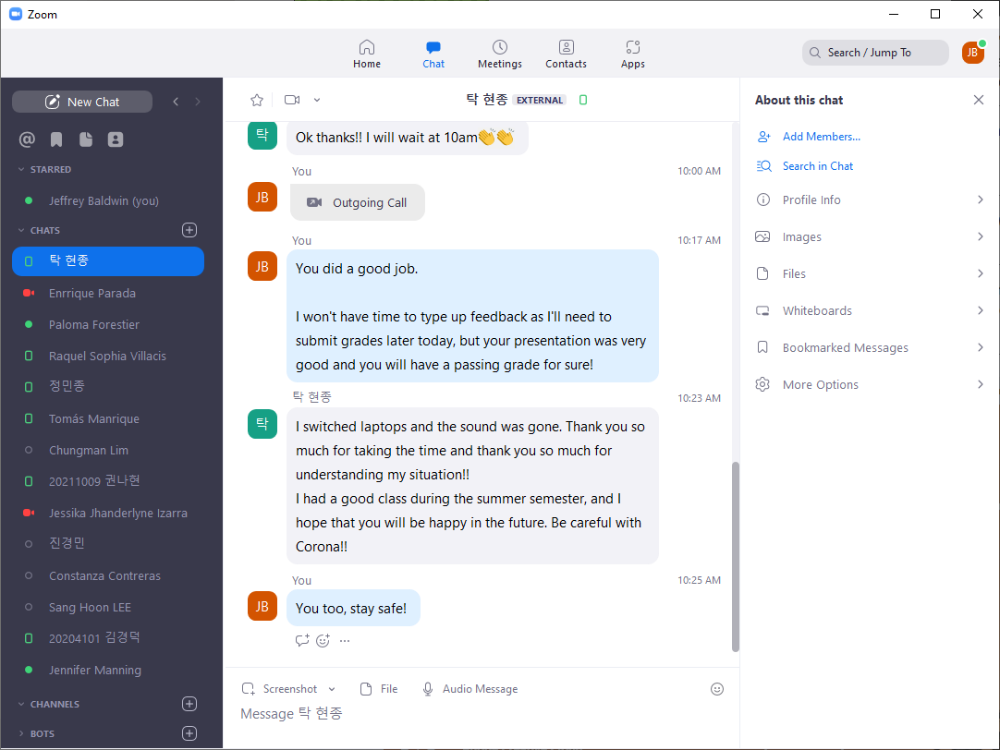 Zoom
Home
Chat
Meetings
Contacts
Apps
Search / Jump To
JB
New Chat
STARRED
Jeffrey Baldwin (you)
CHATS
탁 현종
Enrrique Parada
Paloma Forestier
Raquel Sophia Villacis
정민종
Tomás Manrique
Chungman Lim
20211009 권나현
Jessika Jhanderlyne Izarra
진경민
Constanza Contreras
Sang Hoon LEE
20204101 김경덕
Jennifer Manning
CHANNELS
BOTS
탁 현종 EXTERNAL
탁
Ok thanks!! I will wait at 10am👏👏
You 10:00 AM
JB
Outgoing Call
You 10:17 AM
JB
You did a good job.
I won't have time to type up feedback as I'll need to
submit grades later today, but your presentation was very
good and you will have a passing grade for sure!
탁 현종 10:23 AM
탁
I switched laptops and the sound was gone. Thank you so
much for taking the time and thank you so much for
understanding my situation!!
I had a good class during the summer semester, and I
hope that you will be happy in the future. Be careful with
Corona!!
You 10:25 AM
JB
You too, stay safe!
Screenshot
File
Audio Message
Message 탁 현종
About this chat
Add Members...
Search in Chat
Profile Info
Images
Files
Whiteboards
Bookmarked Messages
More Options